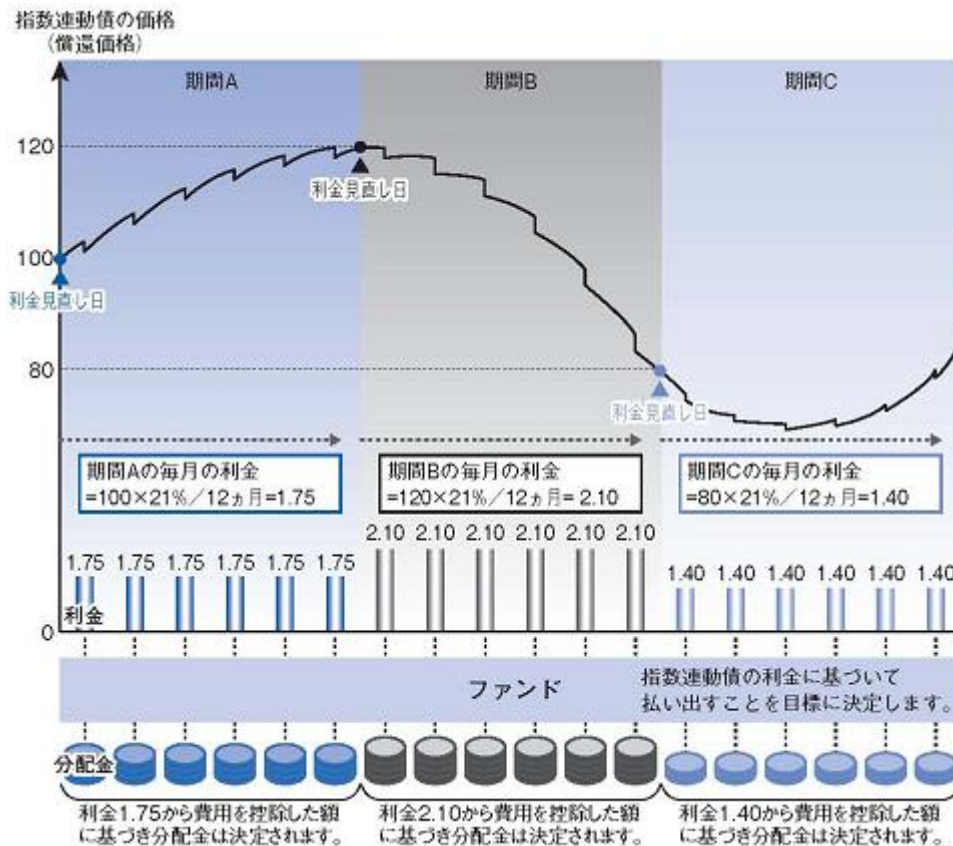 指数連動債の価格
(償還価格)
期間A
期間B
期間C
120
利金見直し日
100
利金見直し日
80
利金見直し日
期間Aの毎月の利金
=100×21%／12ヵ月=1.75
期間Bの毎月の利金
=120×21%／12ヵ月= 2.10
期間Cの毎月の利金
=80×21%／12ヵ月=1.40
1.75 1.75 1.75 1.75 1.75 1.75
2.10 2.10 2.10 2.10 2.10 2.10
1.40 1.40 1.40 1.40 1.40 1.40
利金
0
ファンド
指数連動債の利金に基づいて
払い出すことを目標に決定します。
分配金
利金1.75から費用を控除した額
に基づき分配金は決定されます。
利金2.10から費用を控除した額
に基づき分配金は決定されます。
利金1.40から費用を控除した額
に基づき分配金は決定されます。